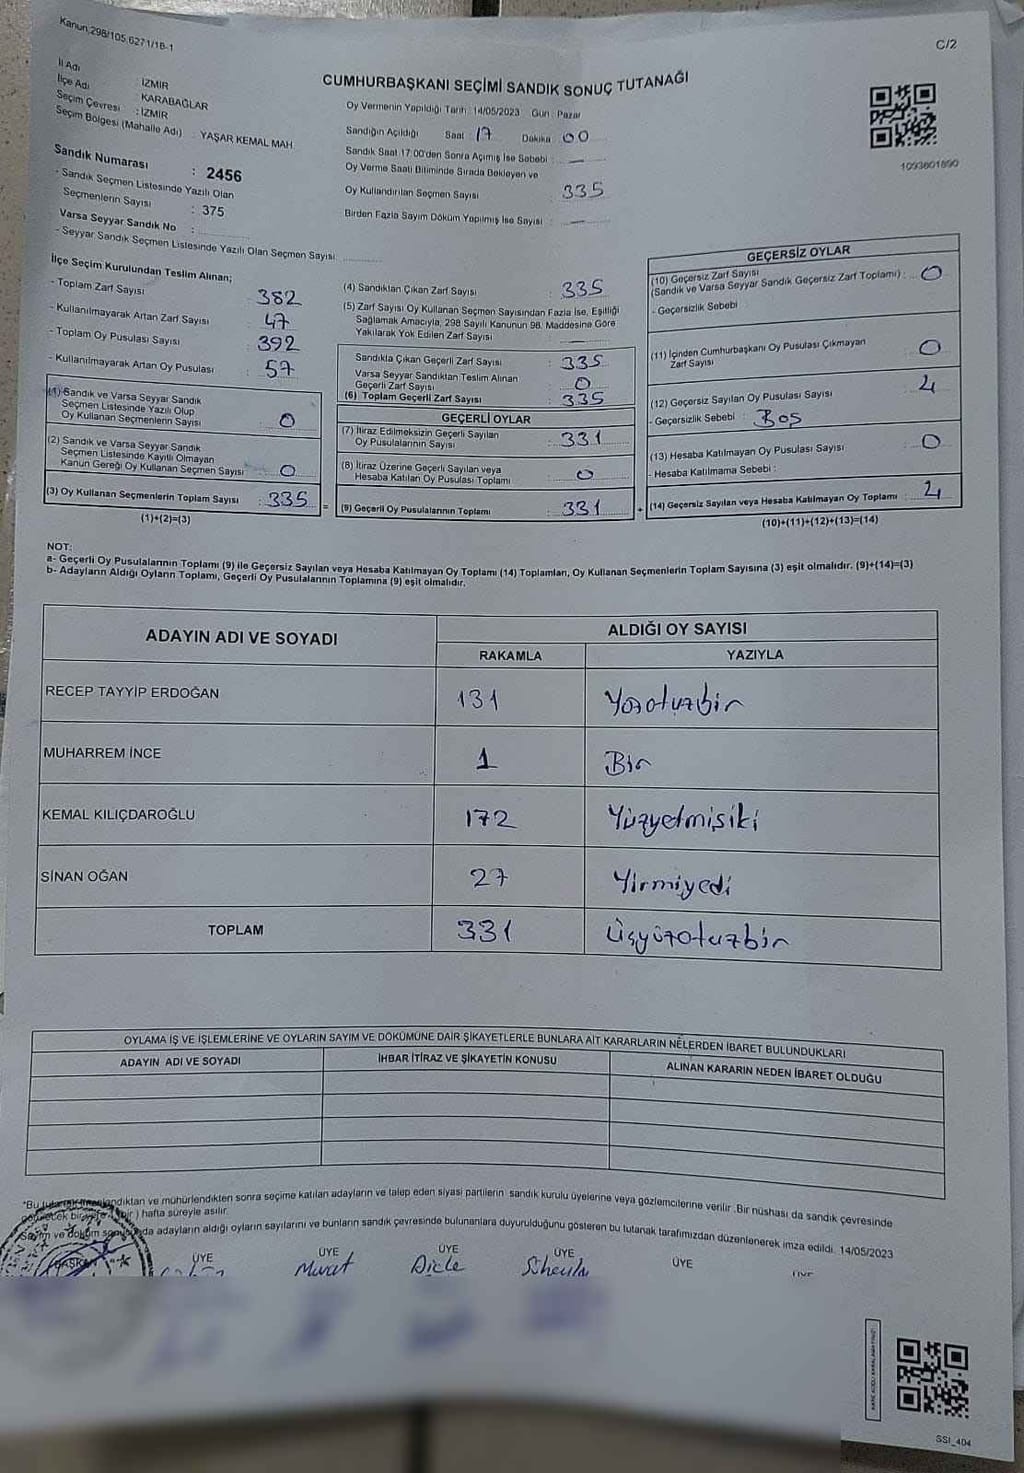 Kanun:298/105,6271/18-1
C/2
İl Adı : İZMİR
İlçe Adı : KARABAĞLAR
Seçim Çevresi : İZMİR
Seçim Bölgesi (Mahalle Adı) : YAŞAR KEMAL MAH.
Sandık Numarası : 2456
- Sandık Seçmen Listesinde Yazılı Olan
Seçmenlerin Sayısı : 375
Varsa Seyyar Sandık No :
- Seyyar Sandık Seçmen Listesinde Yazılı Olan Seçmen Sayısı:
CUMHURBAŞKANI SEÇİMİ SANDIK SONUÇ TUTANAĞI
Oy Vermenin Yapıldığı Tarih : 14/05/2023 Gün : Pazar
Sandığın Açıldığı Saat : 17 Dakika : 00
Sandık Saat 17:00'den Sonra Açımış İse Sebebi : —
Oy Verme Saati Bitiminde Sırada Bekleyen ve
Oy Kullandırılan Seçmen Sayısı : 335
Birden Fazla Sayım Döküm Yapılmış İse Sayısı : —
1093801890
İlçe Seçim Kurulundan Teslim Alınan;
- Toplam Zarf Sayısı : 382
- Kullanılmayarak Artan Zarf Sayısı : 47
- Toplam Oy Pusulası Sayısı : 392
- Kullanılmayarak Artan Oy Pusulası : 57
(1) Sandık ve Varsa Seyyar Sandık
Seçmen Listesinde Yazılı Olup
Oy Kullanan Seçmenlerin Sayısı : 0
(2) Sandık ve Varsa Seyyar Sandık
Seçmen Listesinde Kayıtlı Olmayan
Kanun Gereği Oy Kullanan Seçmen Sayısı : 0
(3) Oy Kullanan Seçmenlerin Toplam Sayısı : 335
(1)+(2)=(3)
(4) Sandıktan Çıkan Zarf Sayısı : 335
(5) Zarf Sayısı Oy Kullanan Seçmen Sayısından Fazla İse, Eşitliği
Sağlamak Amacıyla, 298 Sayılı Kanunun 98. Maddesine Göre
Yakılarak Yok Edilen Zarf Sayısı : —
Sandıkta Çıkan Geçerli Zarf Sayısı : 335
Varsa Seyyar Sandıktan Teslim Alınan
Geçerli Zarf Sayısı : 0
(6) Toplam Geçerli Zarf Sayısı : 335
GEÇERLİ OYLAR
(7) İtiraz Edilmeksizin Geçerli Sayılan
Oy Pusulalarının Sayısı : 331
(8) İtiraz Üzerine Geçerli Sayılan veya
Hesaba Katılan Oy Pusulası Toplamı : 0
= (9) Geçerli Oy Pusulalarının Toplamı : 331
GEÇERSİZ OYLAR
(10) Geçersiz Zarf Sayısı
(Sandık ve Varsa Seyyar Sandık Geçersiz Zarf Toplamı) : 0
- Geçersizlik Sebebi :
(11) İçinden Cumhurbaşkanı Oy Pusulası Çıkmayan
Zarf Sayısı : 0
(12) Geçersiz Sayılan Oy Pusulası Sayısı : 4
- Geçersizlik Sebebi : Boş
(13) Hesaba Katılmayan Oy Pusulası Sayısı : 0
- Hesaba Katılmama Sebebi :
+ (14) Geçersiz Sayılan veya Hesaba Katılmayan Oy Toplamı : 4
(10)+(11)+(12)+(13)=(14)
NOT:
a- Geçerli Oy Pusulalarının Toplamı (9) ile Geçersiz Sayılan veya Hesaba Katılmayan Oy Toplamı (14) Toplamları, Oy Kullanan Seçmenlerin Toplam Sayısına (3) eşit olmalıdır. (9)+(14)=(3)
b- Adayların Aldığı Oyların Toplamı, Geçerli Oy Pusulalarının Toplamına (9) eşit olmalıdır.
ADAYIN ADI VE SOYADI ALDIĞI OY SAYISI
RAKAMLA YAZIYLA
RECEP TAYYİP ERDOĞAN 131 Yüzotuzbir
MUHARREM İNCE 1 Bir
KEMAL KILIÇDAROĞLU 172 Yüzyetmişiki
SİNAN OĞAN 27 Yirmiyedi
TOPLAM 331 Üçyüzotuzbir
OYLAMA İŞ VE İŞLEMLERİNE VE OYLARIN SAYIM VE DÖKÜMÜNE DAİR ŞİKAYETLERLE BUNLARA AİT KARARLARIN NELERDEN İBARET BULUNDUKLARI
ADAYIN ADI VE SOYADI İHBAR İTİRAZ VE ŞİKAYETİN KONUSU ALINAN KARARIN NEDEN İBARET OLDUĞU
ve mühürlendikten sonra seçime katılan adayların ve talep eden siyasi partilerin sandık kurulu üyelerine veya gözlemcilerine verilir .Bir nüshası da sandık çevresinde
hafta süreyle asılır.
adayların aldığı oyların sayılarını ve bunların sandık çevresinde bulunanlara duyurulduğunu gösteren bu tutanak tarafımızdan düzenlenerek imza edildi. 14/05/2023
BAŞKAN ÜYE ÜYE ÜYE ÜYE ÜYE
Murat Dicle
SSİ_404